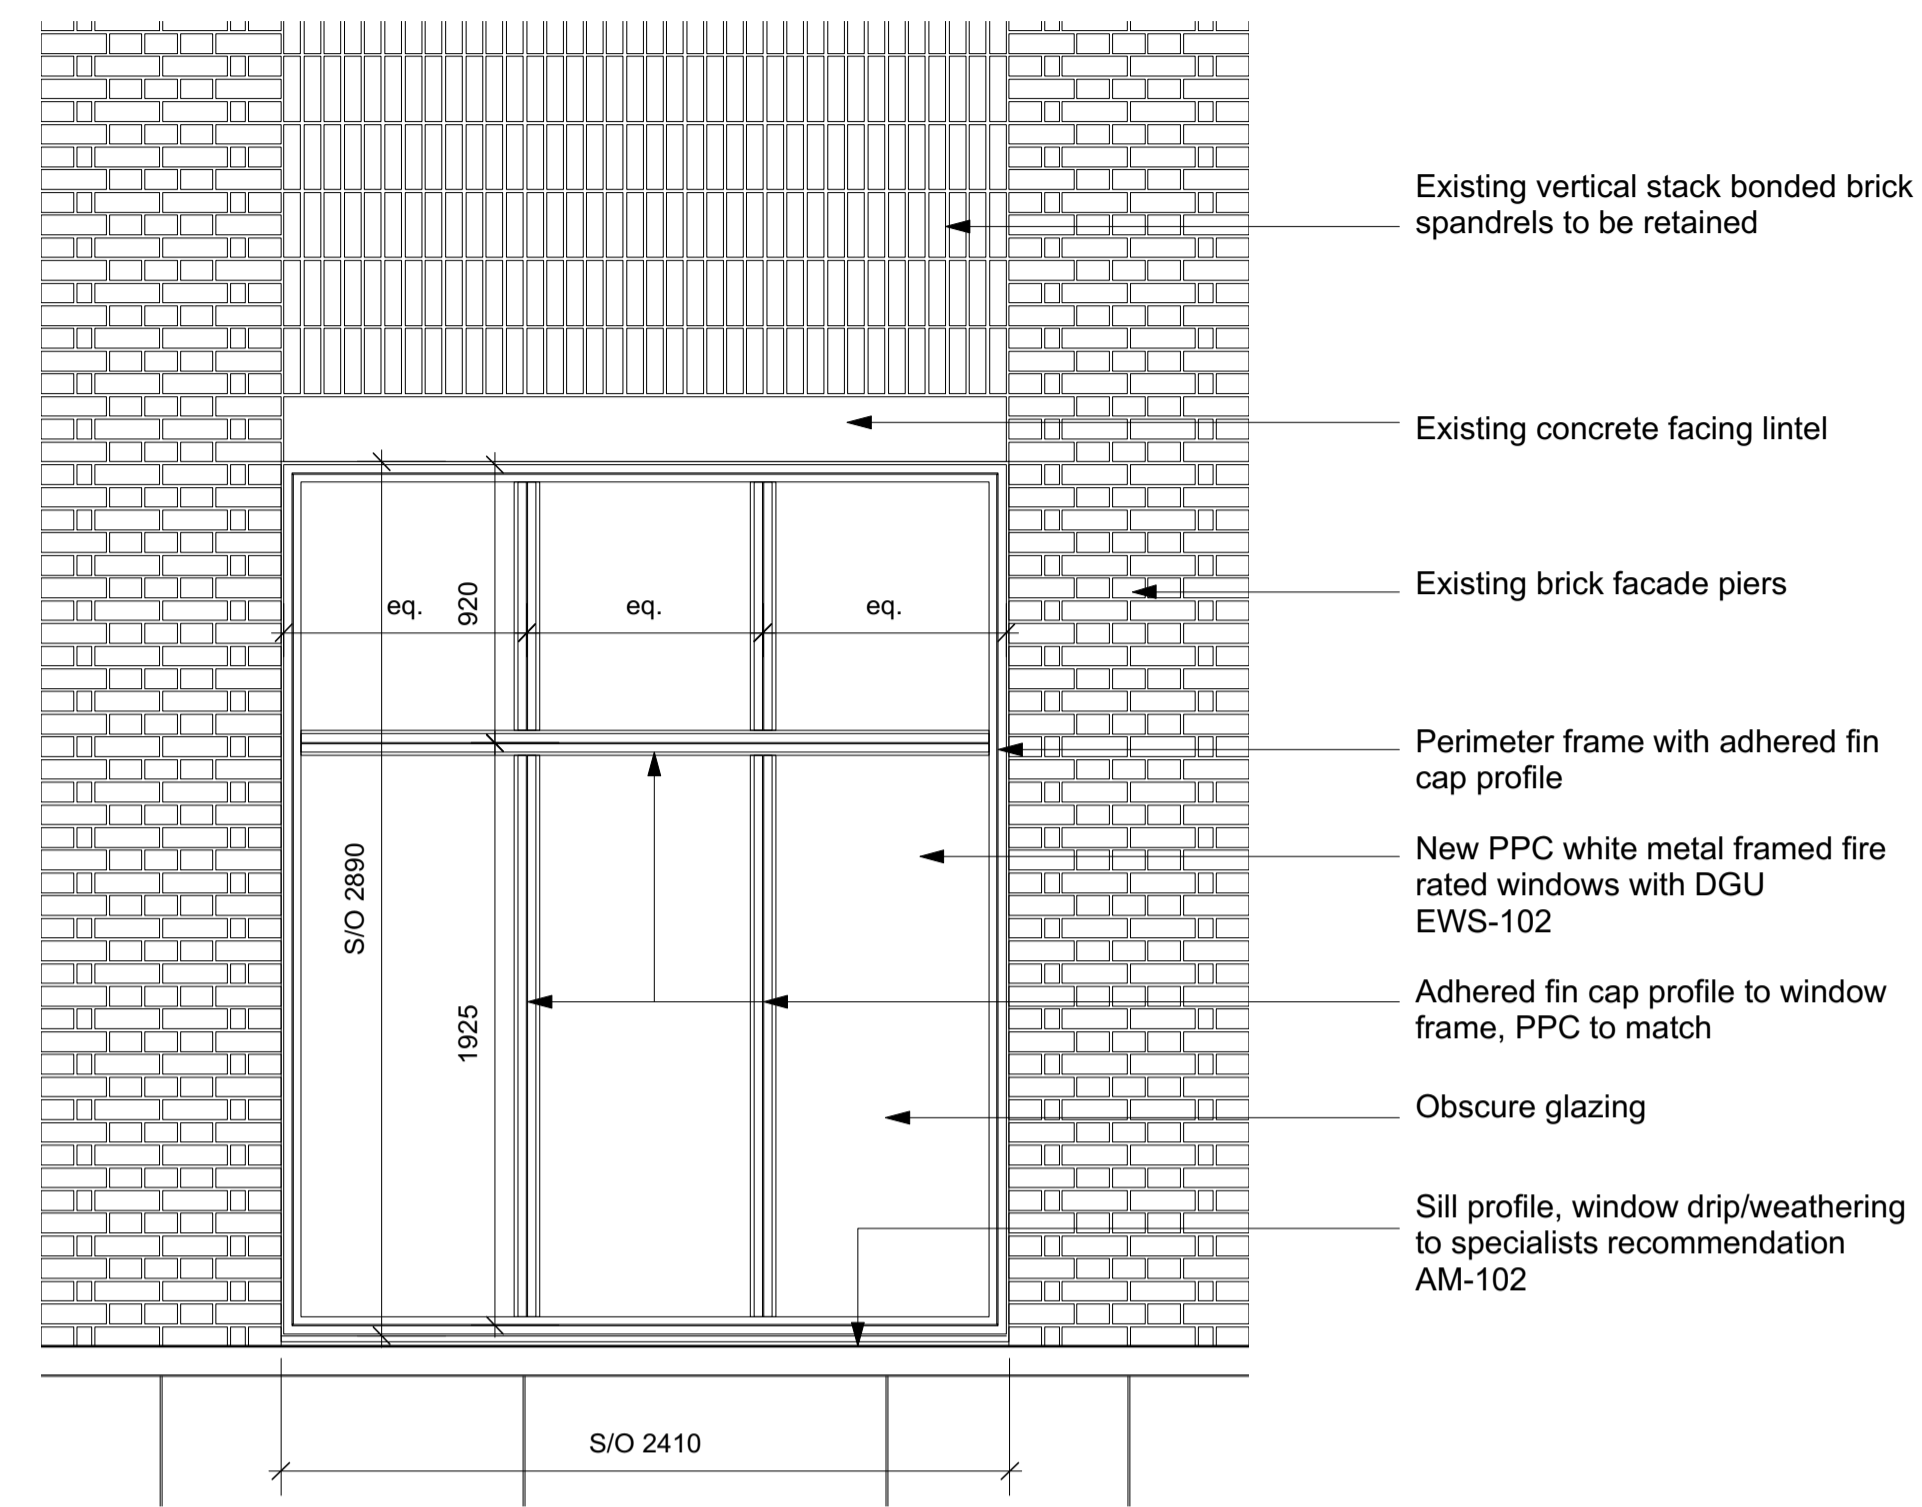 Existing vertical stack bonded brick
spandrels to be retained
Existing concrete facing lintel
Existing brick facade piers
eq.
920
eq.
eq.
Perimeter frame with adhered fin
cap profile
S/O 2890
New PPC white metal framed fire
rated windows with DGU
EWS-102
1925
Adhered fin cap profile to window
frame, PPC to match
Obscure glazing
Sill profile, window drip/weathering
to specialists recommendation
AM-102
S/O 2410